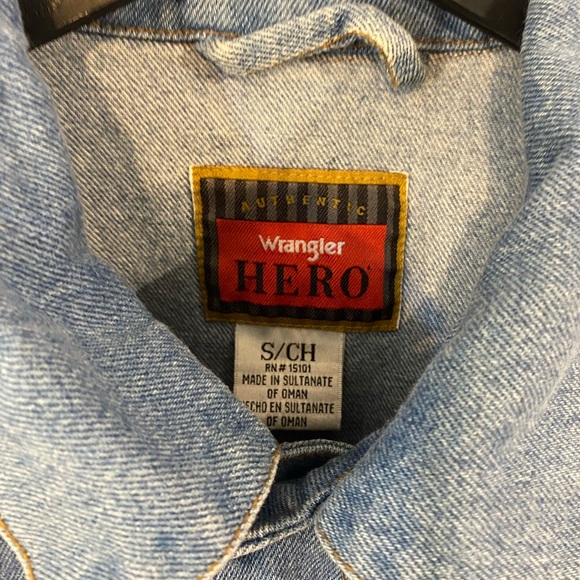 AUTHENTIC
Wrangler
HERO
S/CH
RN# 15101
MADE IN SULTANATE
OF OMAN
HECHO EN SULTANATE
OF OMAN